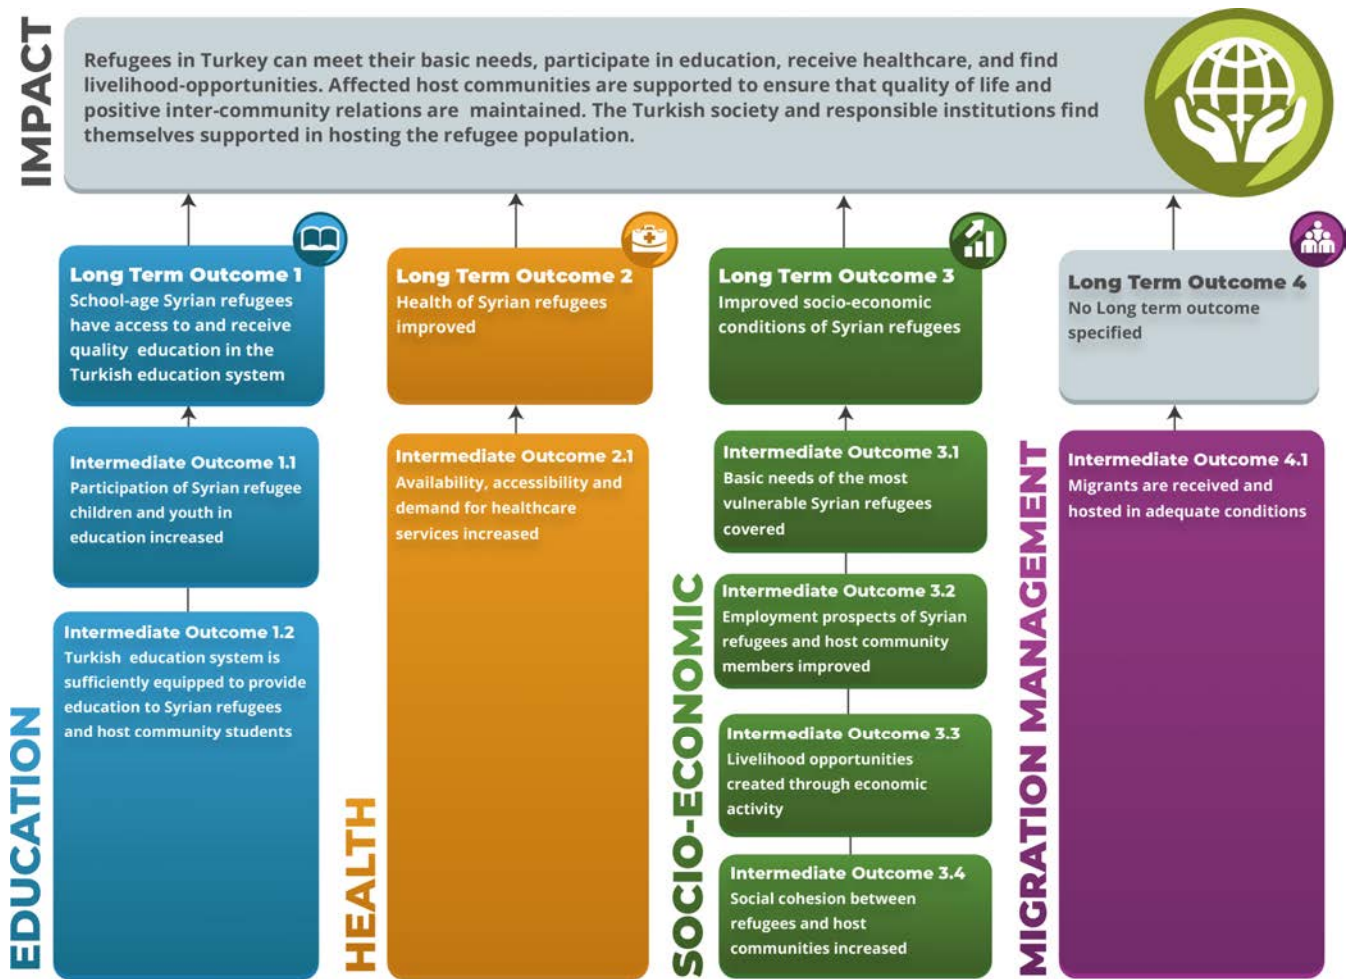 IMPACT
Refugees in Turkey can meet their basic needs, participate in education, receive healthcare, and find
livelihood-opportunities. Affected host communities are supported to ensure that quality of life and
positive inter-community relations are maintained. The Turkish society and responsible institutions find
themselves supported in hosting the refugee population.
EDUCATION
Long Term Outcome 1
School-age Syrian refugees
have access to and receive
quality education in the
Turkish education system
Intermediate Outcome 1.1
Participation of Syrian refugee
children and youth in
education increased
Intermediate Outcome 1.2
Turkish education system is
sufficiently equipped to provide
education to Syrian refugees
and host community students
HEALTH
Long Term Outcome 2
Health of Syrian refugees
improved
Intermediate Outcome 2.1
Availability, accessibility and
demand for healthcare
services increased
SOCIO-ECONOMIC
Long Term Outcome 3
Improved socio-economic
conditions of Syrian refugees
Intermediate Outcome 3.1
Basic needs of the most
vulnerable Syrian refugees
covered
Intermediate Outcome 3.2
Employment prospects of Syrian
refugees and host community
members improved
Intermediate Outcome 3.3
Livelihood opportunities
created through economic
activity
Intermediate Outcome 3.4
Social cohesion between
refugees and host
communities increased
MIGRATION MANAGEMENT
Long Term Outcome 4
No Long term outcome
specified
Intermediate Outcome 4.1
Migrants are received and
hosted in adequate conditions